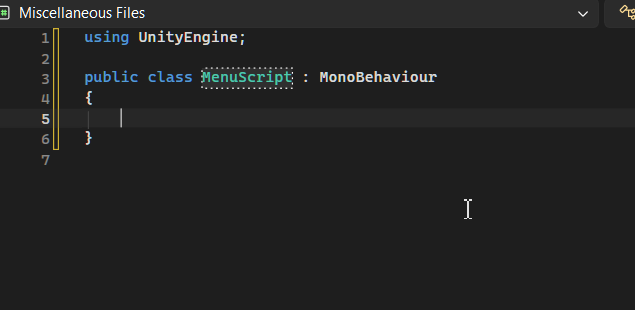 Miscellaneous Files
1 using UnityEngine;
2
3 public class MenuScript : MonoBehaviour
4 {
5
6 }
7